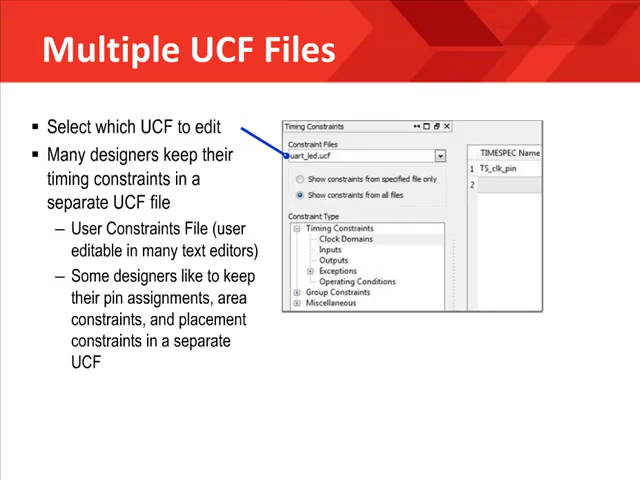 Multiple UCF Files
▪ Select which UCF to edit
▪ Many designers keep their
timing constraints in a
separate UCF file
– User Constraints File (user
editable in many text editors)
– Some designers like to keep
their pin assignments, area
constraints, and placement
constraints in a separate
UCF
Timing Constraints
Constraint Files
uart_led.ucf
Show constraints from specified file only
Show constraints from all files
Constraint Type
Timing Constraints
Clock Domains
Inputs
Outputs
Exceptions
Operating Conditions
Group Constraints
Miscellaneous
TIMESPEC Name
1 TS_clk_pin
2